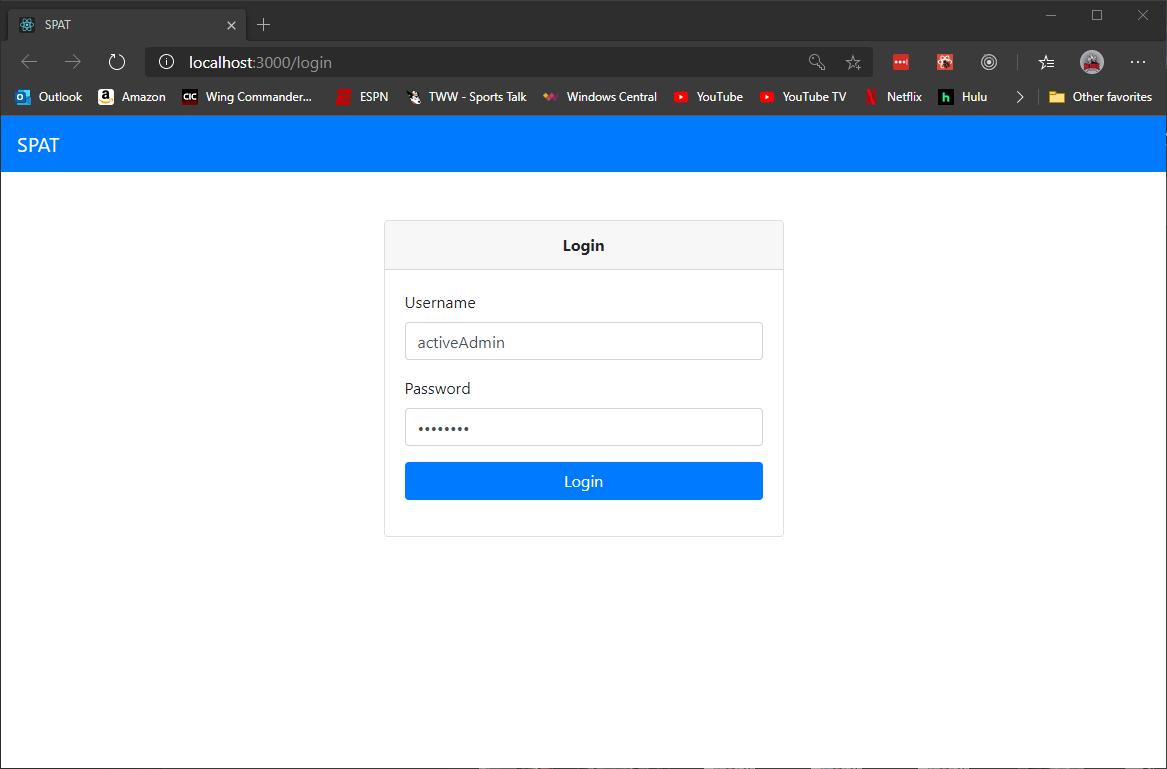 SPAT
localhost:3000/login
Outlook Amazon CIC Wing Commander... ESPN TWW - Sports Talk Windows Central YouTube YouTube TV Netflix h Hulu Other favorites
SPAT
Login
Username
activeAdmin
Password
••••••••
Login